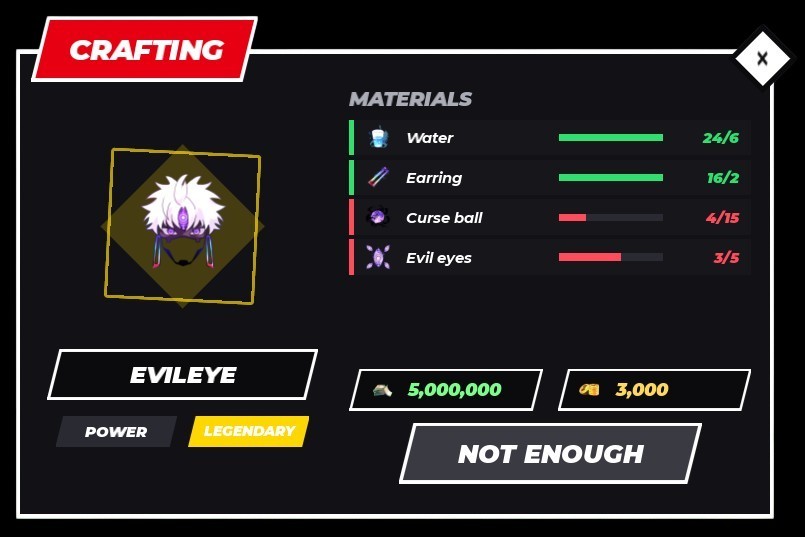 CRAFTING
X
MATERIALS
Water 24/6
Earring 16/2
Curse ball 4/15
Evil eyes 3/5
EVILEYE
5,000,000 3,000
POWER LEGENDARY
NOT ENOUGH